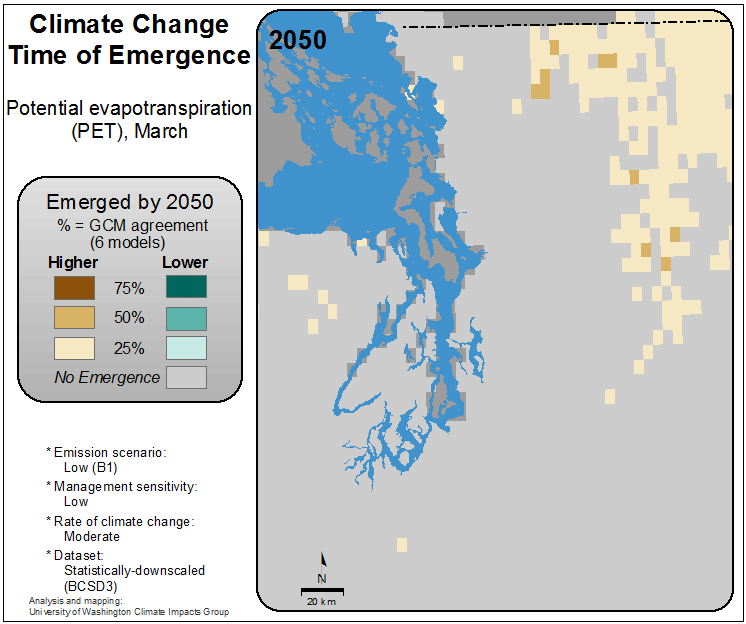 Climate Change
Time of Emergence
Potential evapotranspiration
(PET), March
Emerged by 2050
% = GCM agreement
(6 models)
Higher Lower
75%
50%
25%
No Emergence
* Emission scenario:
Low (B1)
* Management sensitivity:
Low
* Rate of climate change:
Moderate
* Dataset:
Statistically-downscaled
(BCSD3)
Analysis and mapping:
University of Washington Climate Impacts Group
2050
N
20 km